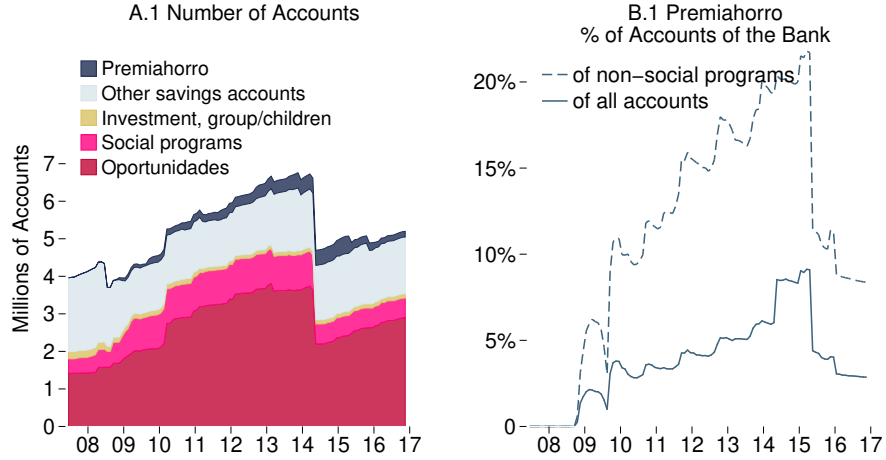 A.1 Number of Accounts
Premiahorro
Other savings accounts
Investment, group/children
Social programs
Oportunidades
Millions of Accounts
7
6
5
4
3
2
1
0
08 09 10 11 12 13 14 15 16 17
B.1 Premiahorro
% of Accounts of the Bank
of non−social programs
of all accounts
20%
15%
10%
5%
0
08 09 10 11 12 13 14 15 16 17